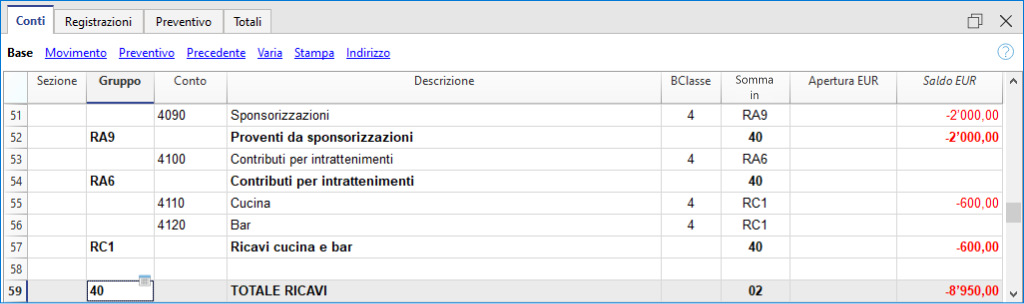 Conti Registrazioni Preventivo Totali
Base Movimento Preventivo Precedente Varia Stampa Indirizzo ?
Sezione Gruppo Conto Descrizione BClasse Somma in Apertura EUR Saldo EUR
51 4090 Sponsorizzazioni 4 RA9 -2'000,00
52 RA9 Proventi da sponsorizzazioni 40 -2'000,00
53 4100 Contributi per intrattenimenti 4 RA6
54 RA6 Contributi per intrattenimenti 40
55 4110 Cucina 4 RC1 -600,00
56 4120 Bar 4 RC1
57 RC1 Ricavi cucina e bar 40 -600,00
58
59 40 TOTALE RICAVI 02 -8'950,00